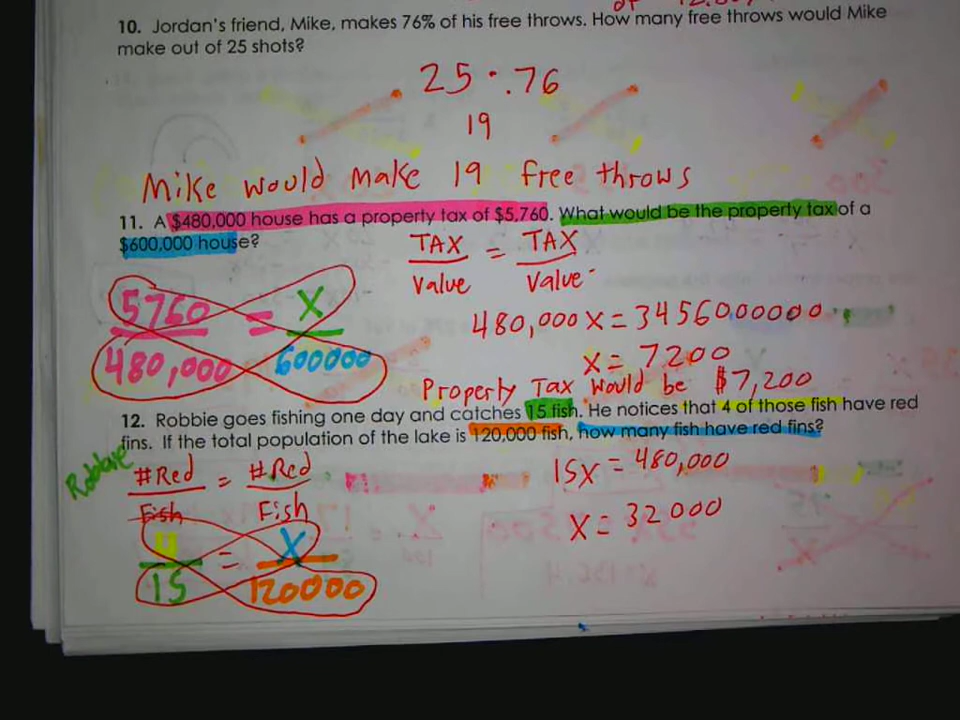 10. Jordan's friend, Mike, makes 76% of his free throws. How many free throws would Mike
make out of 25 shots?
25 · .76
19
Mike would make 19 free throws
11. A $480,000 house has a property tax of $5,760. What would be the property tax of a
$600,000 house?
TAX = TAX
Value Value
5760 = X
480,000 600000
480,000X = 3456000000
X = 7200
Property Tax would be $7,200
12. Robbie goes fishing one day and catches 15 fish. He notices that 4 of those fish have red
fins. If the total population of the lake is 120,000 fish, how many fish have red fins?
#Red = #Red
Fish Fish
4 = X
15 120000
15X = 480,000
X = 32000